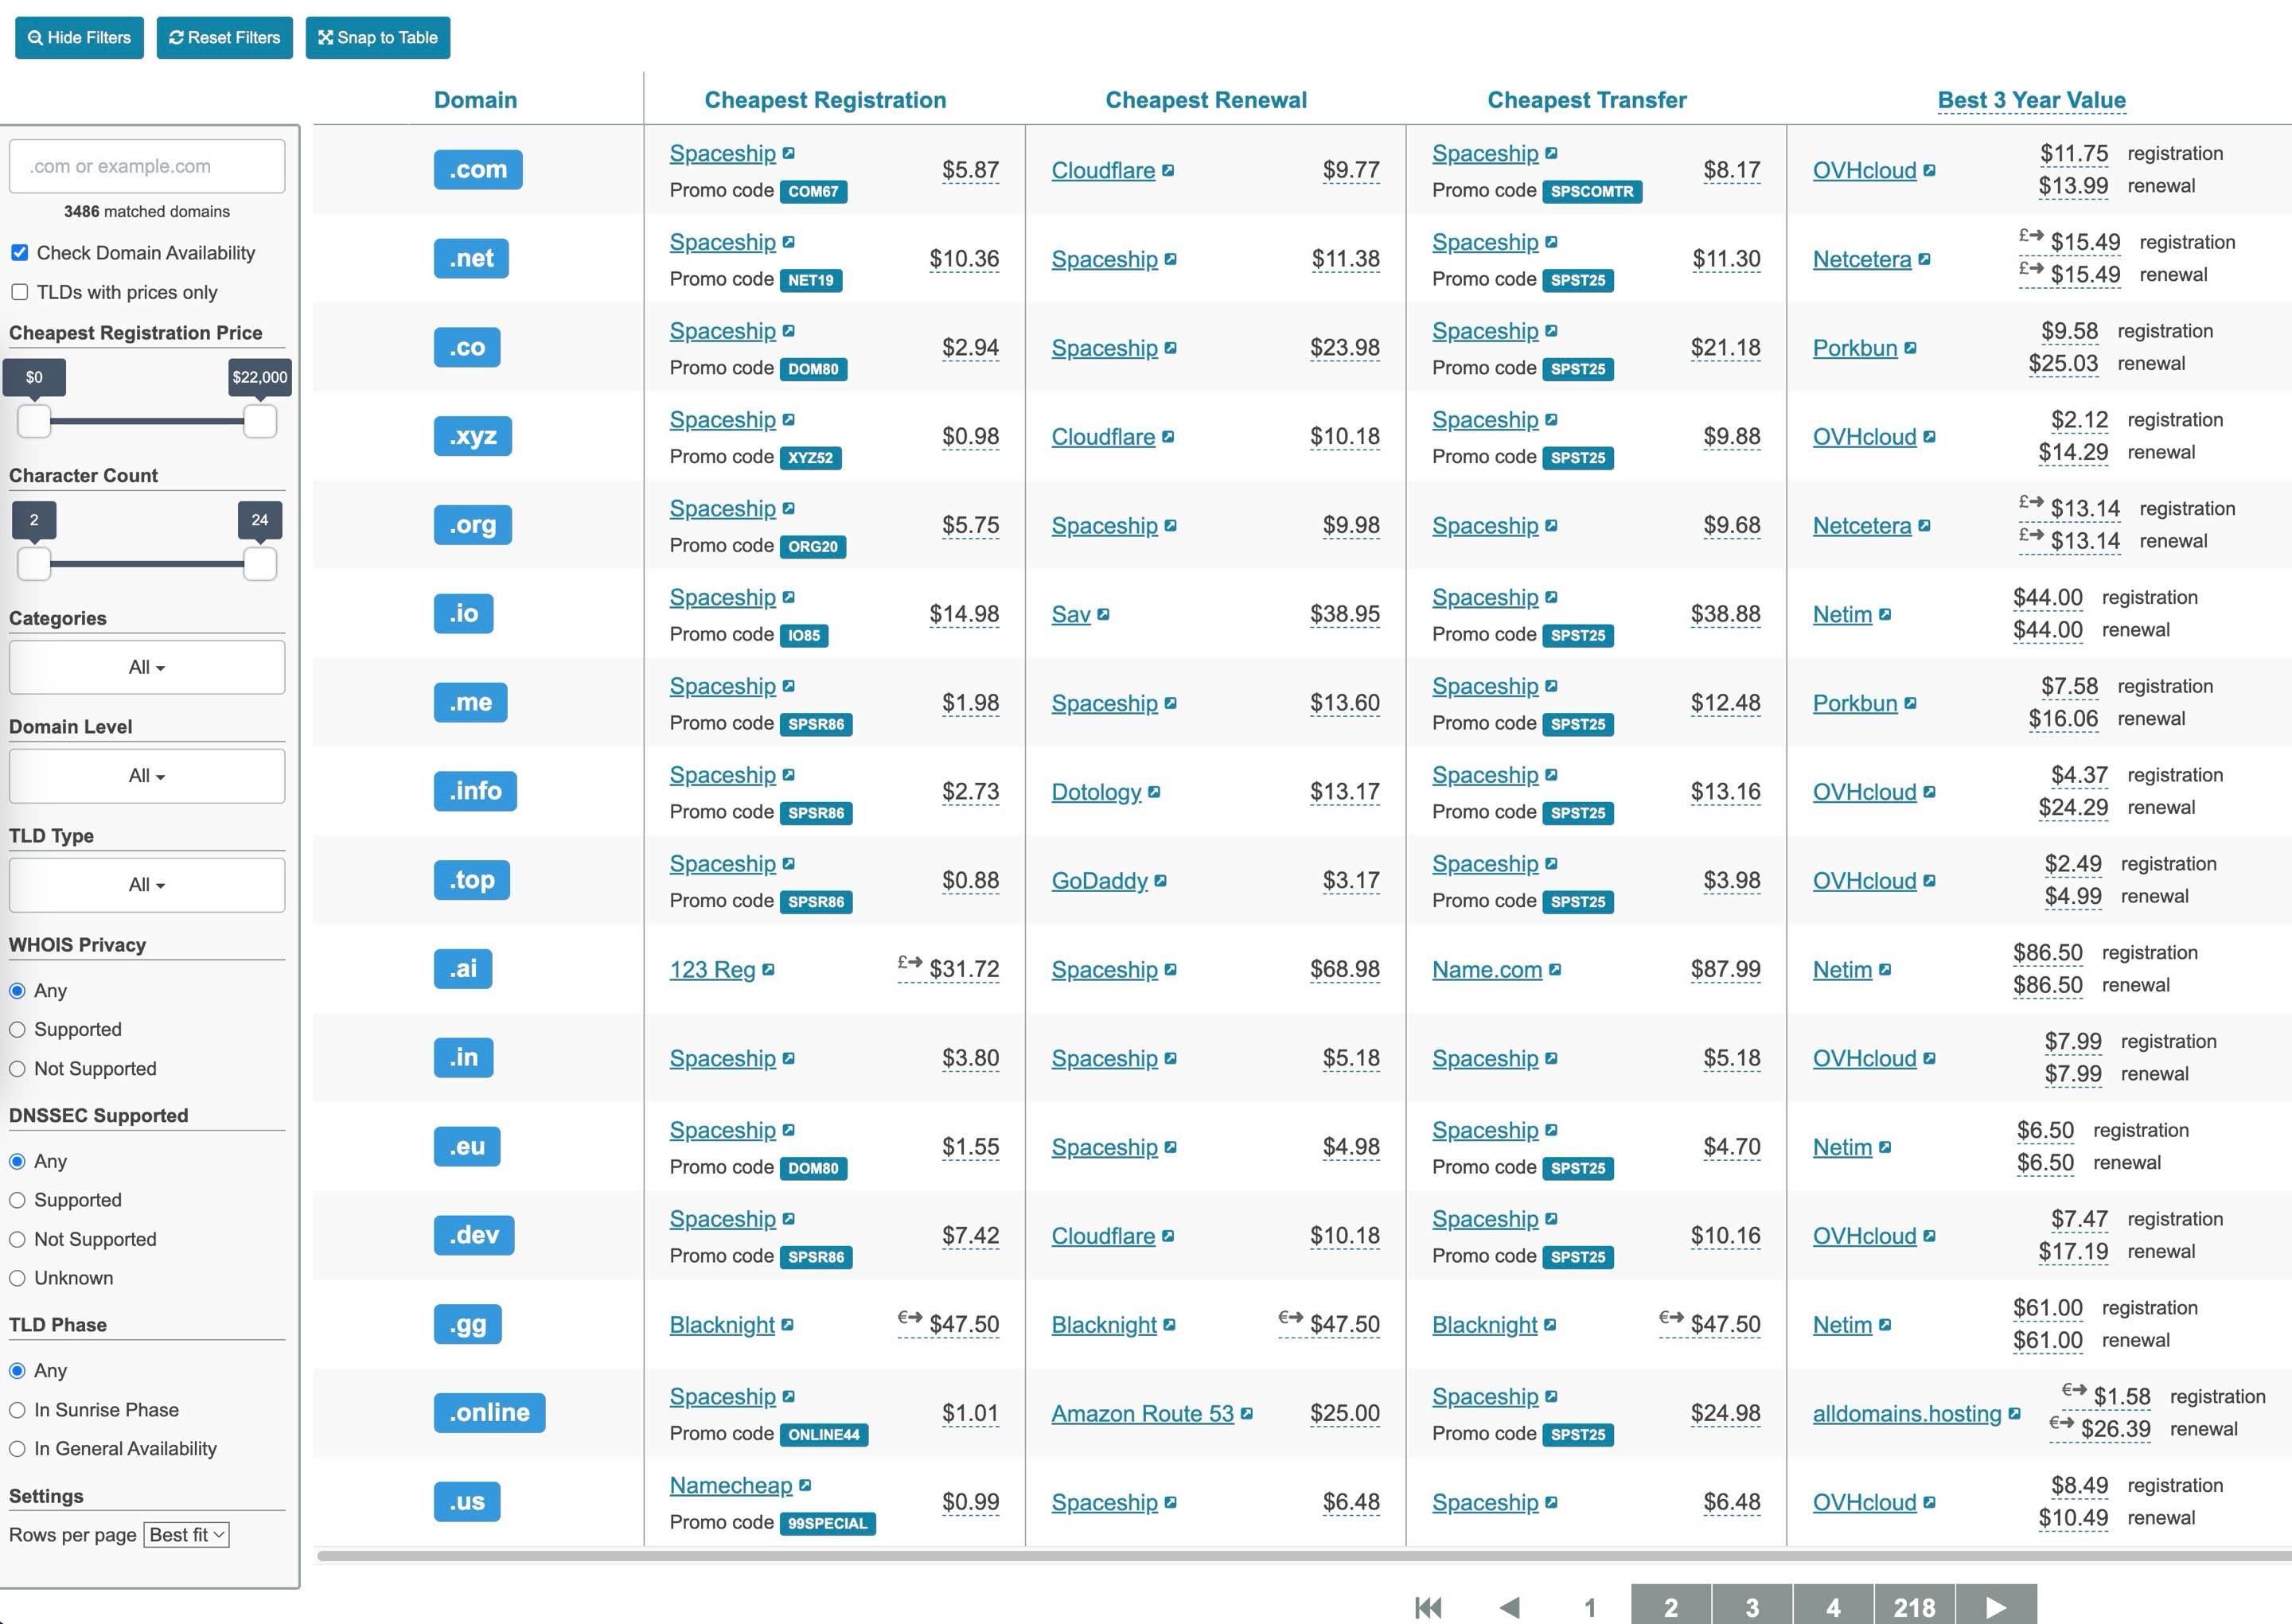 Hide Filters Reset Filters Snap to Table
Domain Cheapest Registration Cheapest Renewal Cheapest Transfer Best 3 Year Value
.com or example.com
3486 matched domains
Check Domain Availability
TLDs with prices only
Cheapest Registration Price
$0 $22,000
Character Count
2 24
Categories
All
Domain Level
All
TLD Type
All
WHOIS Privacy
Any
Supported
Not Supported
DNSSEC Supported
Any
Supported
Not Supported
Unknown
TLD Phase
Any
In Sunrise Phase
In General Availability
Settings
Rows per page Best fit
.com Spaceship $5.87 Cloudflare $9.77 Spaceship $8.17 OVHcloud $11.75 registration
Promo code COM67 Promo code SPSCOMTR $13.99 renewal
.net Spaceship $10.36 Spaceship $11.38 Spaceship $11.30 Netcetera £➔ $15.49 registration
Promo code NET19 Promo code SPST25 £➔ $15.49 renewal
.co Spaceship $2.94 Spaceship $23.98 Spaceship $21.18 Porkbun $9.58 registration
Promo code DOM80 Promo code SPST25 $25.03 renewal
.xyz Spaceship $0.98 Cloudflare $10.18 Spaceship $9.88 OVHcloud $2.12 registration
Promo code XYZ52 Promo code SPST25 $14.29 renewal
.org Spaceship $5.75 Spaceship $9.98 Spaceship $9.68 Netcetera £➔ $13.14 registration
Promo code ORG20 £➔ $13.14 renewal
.io Spaceship $14.98 Sav $38.95 Spaceship $38.88 Netim $44.00 registration
Promo code IO85 Promo code SPST25 $44.00 renewal
.me Spaceship $1.98 Spaceship $13.60 Spaceship $12.48 Porkbun $7.58 registration
Promo code SPSR86 Promo code SPST25 $16.06 renewal
.info Spaceship $2.73 Dotology $13.17 Spaceship $13.16 OVHcloud $4.37 registration
Promo code SPSR86 Promo code SPST25 $24.29 renewal
.top Spaceship $0.88 GoDaddy $3.17 Spaceship $3.98 OVHcloud $2.49 registration
Promo code SPSR86 Promo code SPST25 $4.99 renewal
.ai 123 Reg £➔ $31.72 Spaceship $68.98 Name.com $87.99 Netim $86.50 registration
$86.50 renewal
.in Spaceship $3.80 Spaceship $5.18 Spaceship $5.18 OVHcloud $7.99 registration
$7.99 renewal
.eu Spaceship $1.55 Spaceship $4.98 Spaceship $4.70 Netim $6.50 registration
Promo code DOM80 Promo code SPST25 $6.50 renewal
.dev Spaceship $7.42 Cloudflare $10.18 Spaceship $10.16 OVHcloud $7.47 registration
Promo code SPSR86 Promo code SPST25 $17.19 renewal
.gg Blacknight €➔ $47.50 Blacknight €➔ $47.50 Blacknight €➔ $47.50 Netim $61.00 registration
$61.00 renewal
.online Spaceship $1.01 Amazon Route 53 $25.00 Spaceship $24.98 alldomains.hosting €➔ $1.58 registration
Promo code ONLINE44 Promo code SPST25 €➔ $26.39 renewal
.us Namecheap $0.99 Spaceship $6.48 Spaceship $6.48 OVHcloud $8.49 registration
Promo code 99SPECIAL $10.49 renewal
1 2 3 4 218